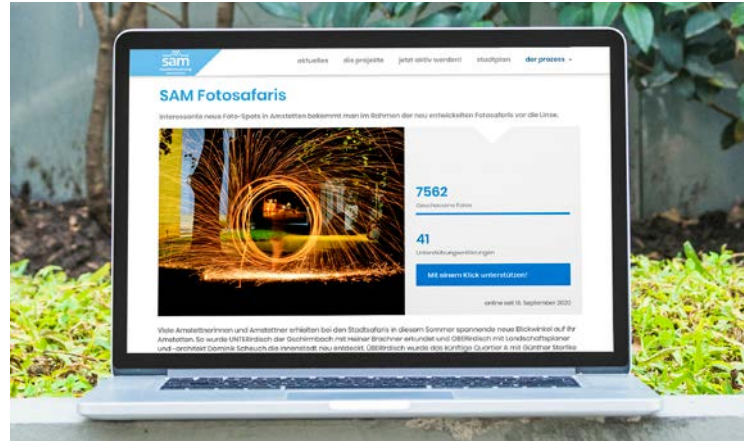 sam
aktuelles die projekte jetzt aktiv werden! stadtplan der prozess
SAM Fotosafaris
Interessante neue Foto-Spots in Amstetten bekommt man im Rahmen der neu entwickelten Fotosafaris vor die Linse.
7562
Geschossene Fotos
41
Unterstützungserklärungen
Mit einem Klick unterstützen!
online seit 15. September 2020
Viele Amstettnerinnen und Amstettner erhielten bei den Stadtsafaris in diesem Sommer spannende neue Blickwinkel auf ihr
Amstetten. So wurde UNTERirdisch der Gschirmbach mit Heiner Brachner erkundet und OBERirdisch mit Landschaftsplaner
und -architekt Dominik Scheuch die Innenstadt neu entdeckt. ÜBERirdisch wurde das künftige Quartier A mit Günther Sterlike